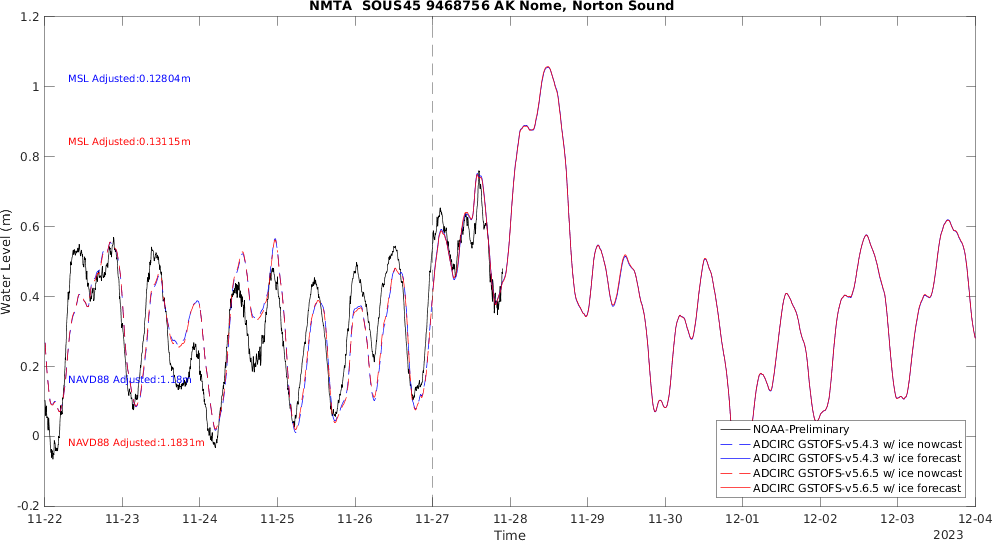 NMTA SOUS45 9468756 AK Nome, Norton Sound
1.2
1
0.8
0.6
0.4
0.2
0
-0.2
Water Level (m)
MSL Adjusted:0.12804m
MSL Adjusted:0.13115m
NAVD88 Adjusted:1.18m
NAVD88 Adjusted:1.1831m
NOAA-Preliminary
ADCIRC GSTOFS-v5.4.3 w/ ice nowcast
ADCIRC GSTOFS-v5.4.3 w/ ice forecast
ADCIRC GSTOFS-v5.6.5 w/ ice nowcast
ADCIRC GSTOFS-v5.6.5 w/ ice forecast
11-22 11-23 11-24 11-25 11-26 11-27 11-28 11-29 11-30 12-01 12-02 12-03 12-04
Time
2023